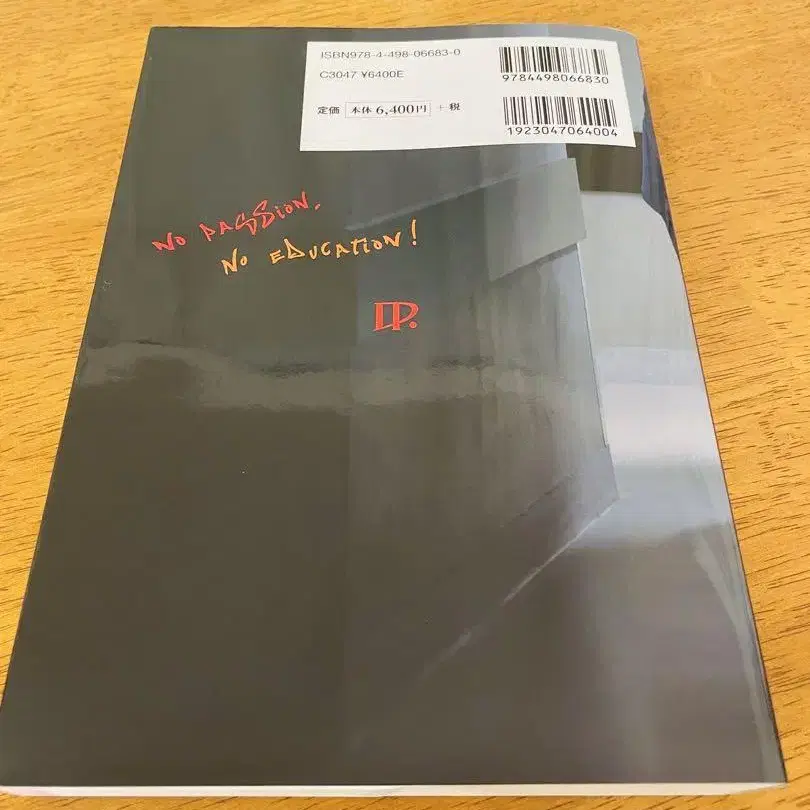 ISBN978-4-498-06683-0
C3047 ¥6400E
9784498066830
定価 本体 6,400円 + 税
1923047064004
NO PASSION,
NO EDUCATION!
DP.